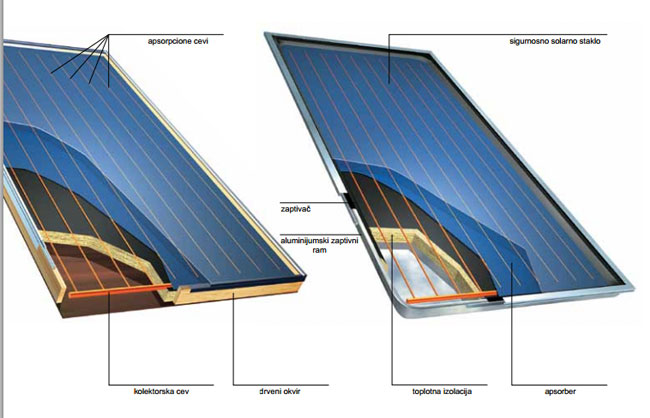 apsorpcione cevi
sigurnosno solarno staklo
zaptivač
aluminijumski zaptivni
ram
kolektorska cev
drveni okvir
toplotna izolacija
apsorber